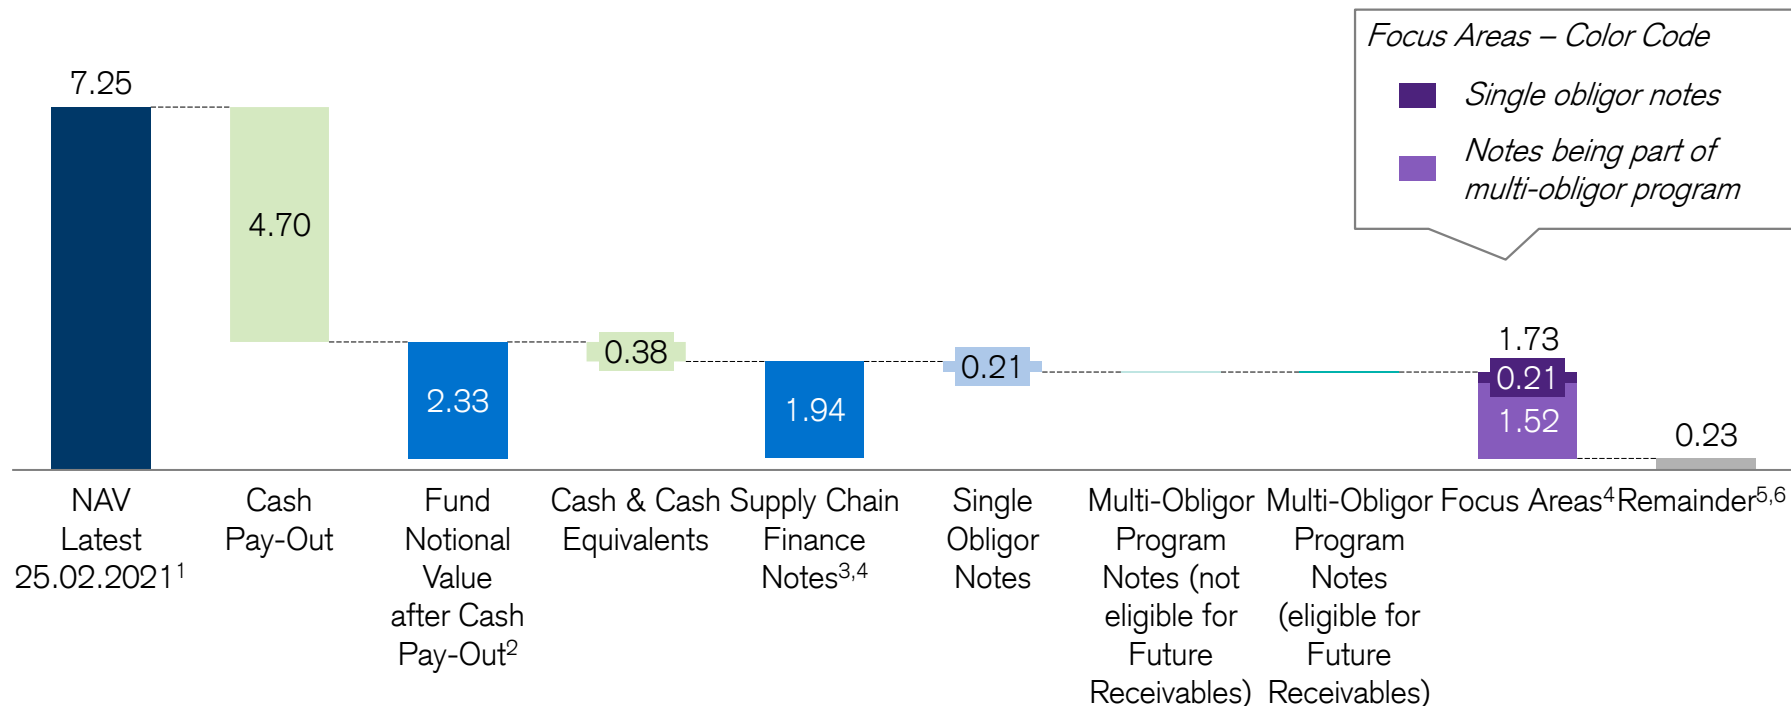 Focus Areas – Color Code
Single obligor notes
Notes being part of
multi-obligor program
7.25
4.70
2.33
0.38
1.94
0.21
1.73
0.21
1.52
0.23
NAV
Latest
25.02.2021¹
Cash
Pay-Out
Fund
Notional
Value
after Cash
Pay-Out²
Cash & Cash
Equivalents
Supply Chain
Finance
Notes³,⁴
Single
Obligor
Notes
Multi-Obligor
Program
Notes (not
eligible for
Future
Receivables)
Multi-Obligor
Program
Notes
(eligible for
Future
Receivables)
Focus Areas⁴
Remainder⁵,⁶